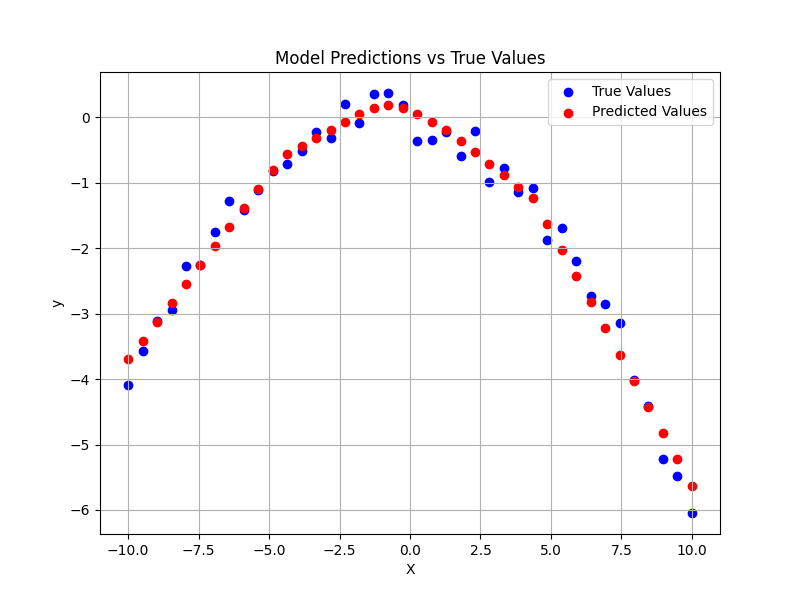 Model Predictions vs True Values
True Values
Predicted Values
y
0
−1
−2
−3
−4
−5
−6
−10.0 −7.5 −5.0 −2.5 0.0 2.5 5.0 7.5 10.0
X